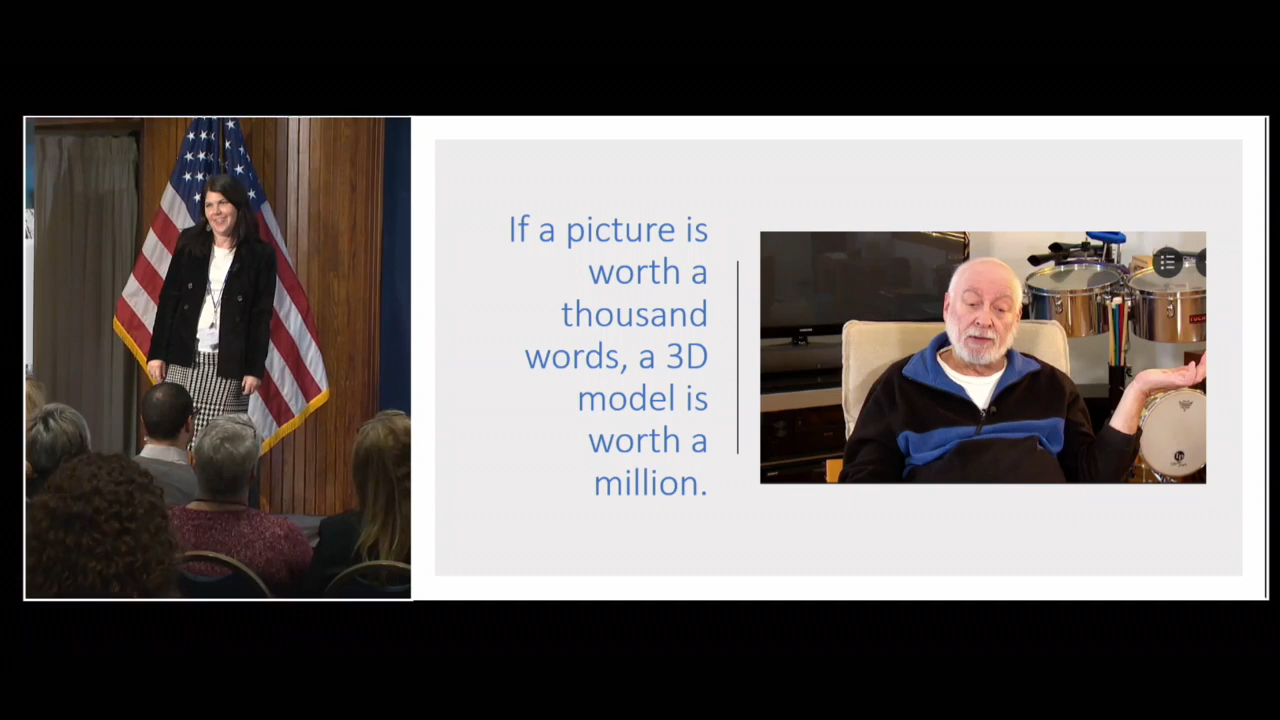 If a picture is
worth a
thousand
words, a 3D
model is
worth a
million.